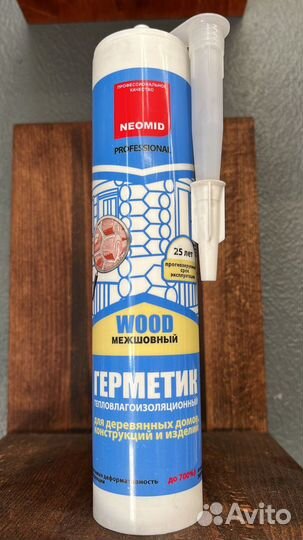 ПРОФЕССИОНАЛЬНОЕ
КАЧЕСТВО
NEOMID
PROFESSIONAL
25 лет
прогнозируемый
срок
эксплуатации
WOOD
МЕЖШОВНЫЙ
ГЕРМЕТИК
ТЕПЛОВЛАГОИЗОЛЯЦИОННЫЙ
для деревянных домов,
конструкций и изделий
деформативность
до 700%
Avito